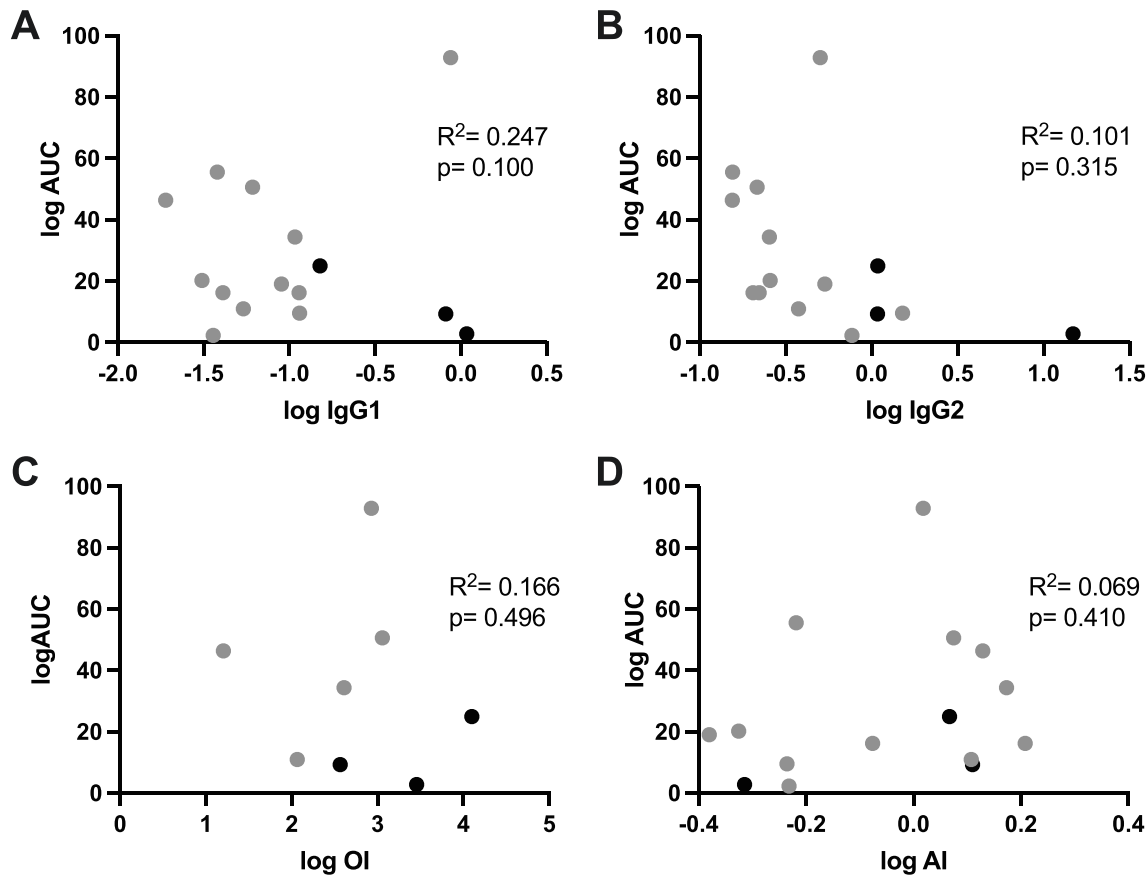 A
100
80
60
40
20
0
log AUC
R²= 0.247
p= 0.100
-2.0 -1.5 -1.0 -0.5 0.0 0.5
log IgG1
B
100
80
60
40
20
0
log AUC
R²= 0.101
p= 0.315
-1.0 -0.5 0.0 0.5 1.0 1.5
log IgG2
C
100
80
60
40
20
0
logAUC
R²= 0.166
p= 0.496
0 1 2 3 4 5
log OI
D
100
80
60
40
20
0
log AUC
R²= 0.069
p= 0.410
-0.4 -0.2 0.0 0.2 0.4
log AI